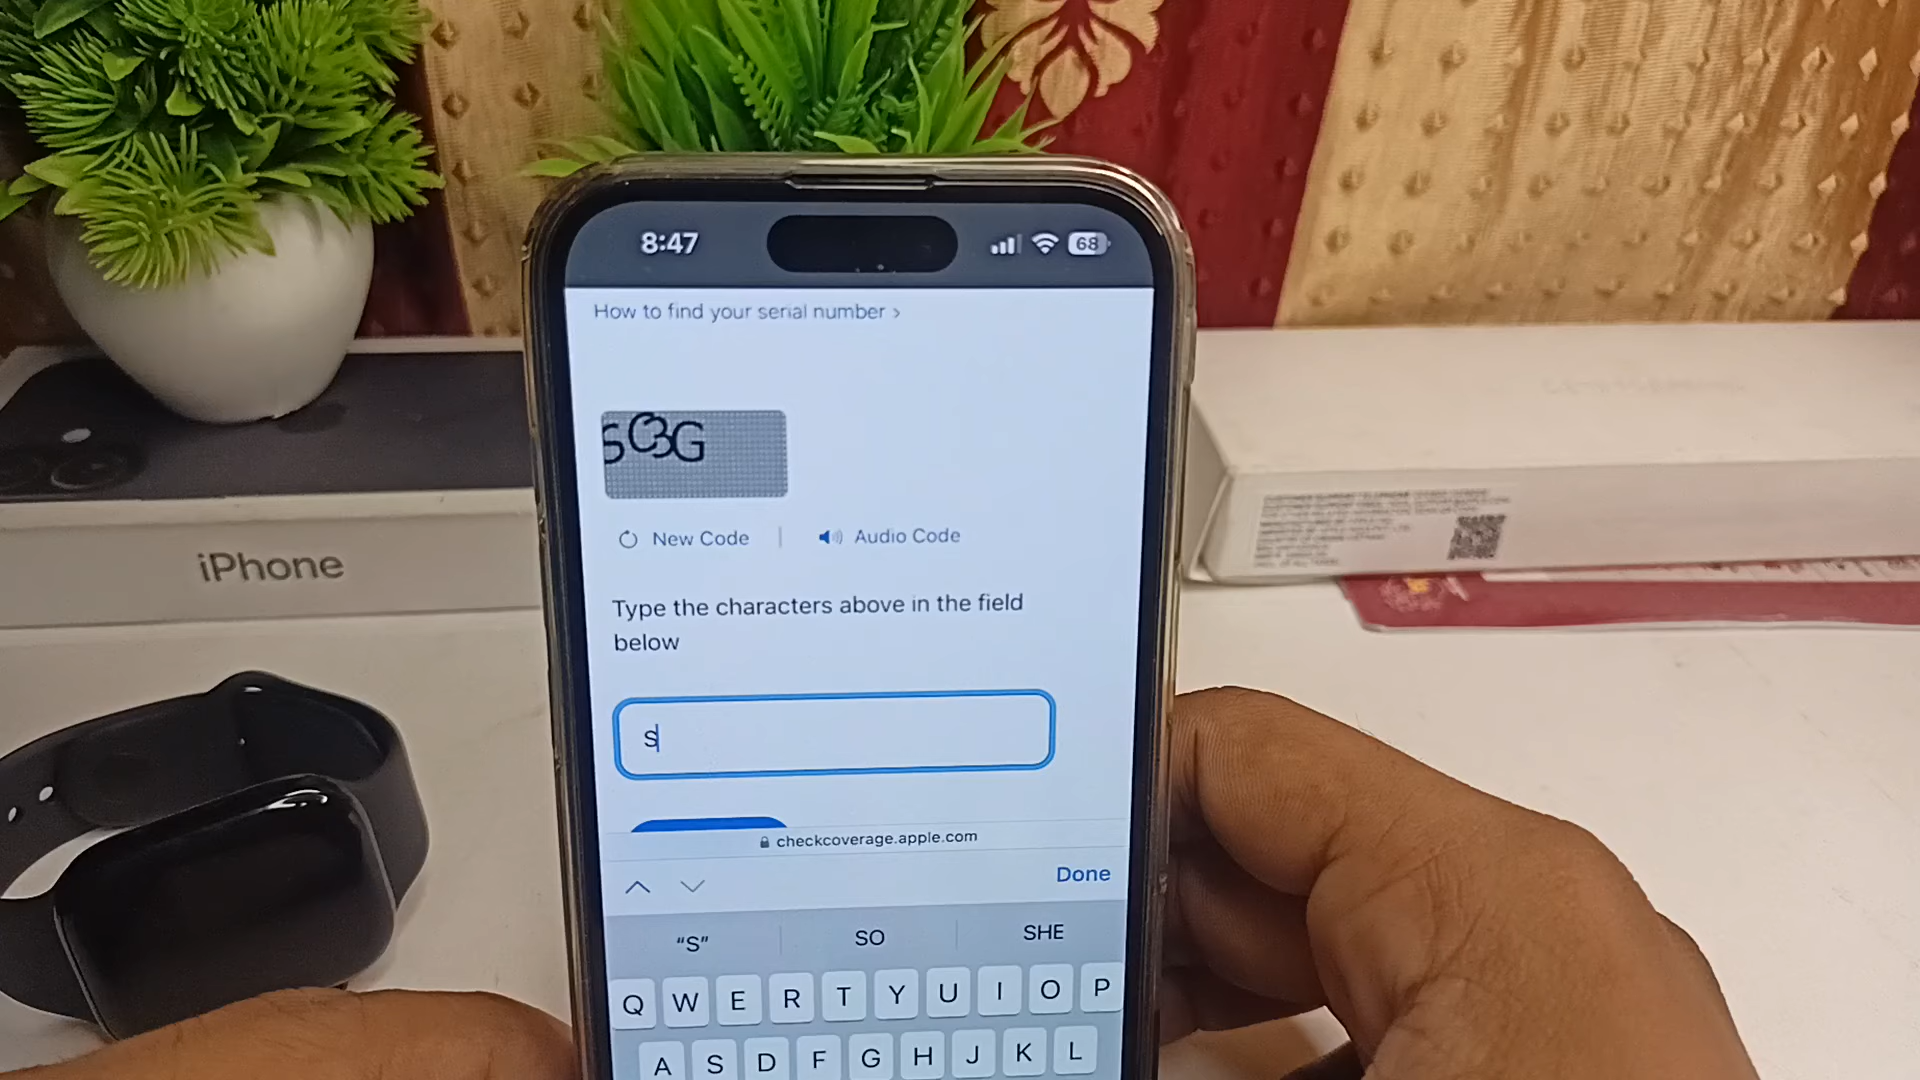 8:47
68
How to find your serial number >
SC3G
New Code
Audio Code
Type the characters above in the field
below
S
checkcoverage.apple.com
Done
"S"
SO
SHE
Q W E R T Y U I O P
A S D F G H J K L
iPhone